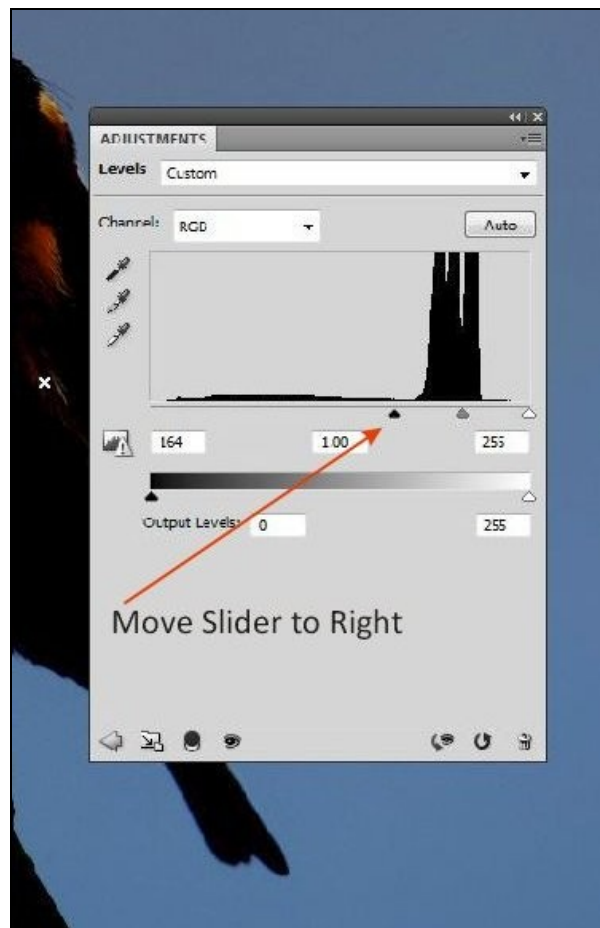 ADJUSTMENTS
Levels Custom
Channel: RGB Auto
164 1.00 255
Output Levels: 0 255
Move Slider to Right